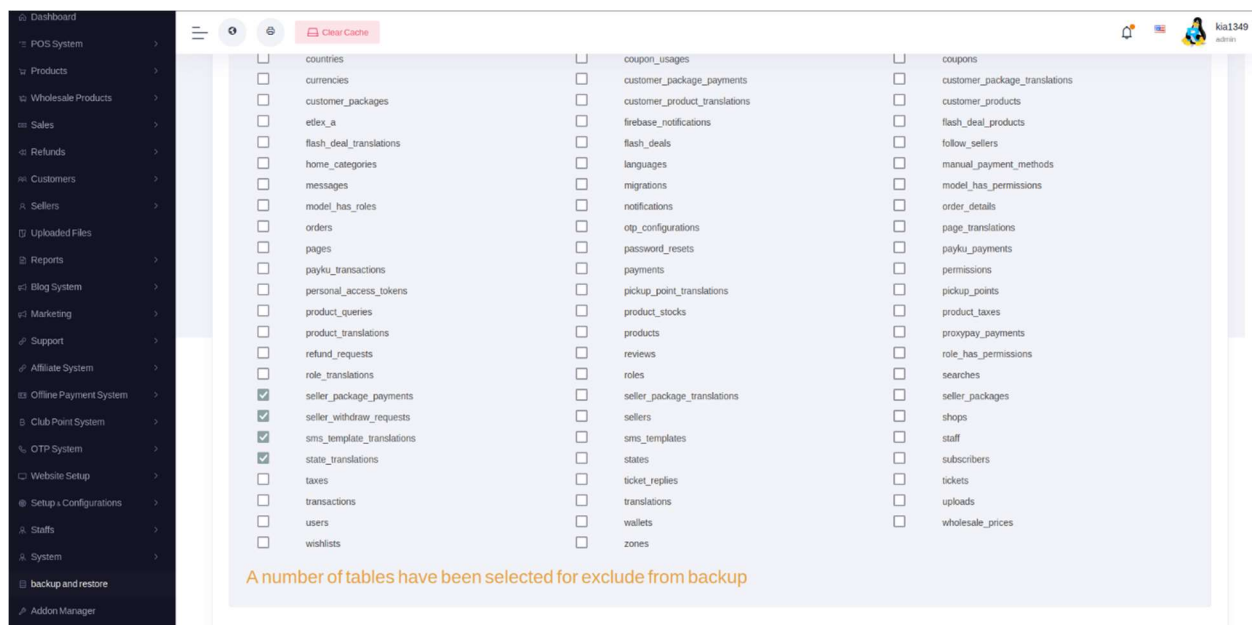 Dashboard
POS System
Products
Wholesale Products
Sales
Refunds
Customers
Sellers
Uploaded Files
Reports
Blog System
Marketing
Support
Affiliate System
Offline Payment System
Club Point System
OTP System
Website Setup
Setup & Configurations
Staffs
System
backup and restore
Addon Manager
Clear Cache
kia1349
admin
countries coupon_usages coupons
currencies customer_package_payments customer_package_translations
customer_packages customer_product_translations customer_products
etlex_a firebase_notifications flash_deal_products
flash_deal_translations flash_deals follow_sellers
home_categories languages manual_payment_methods
messages migrations model_has_permissions
model_has_roles notifications order_details
orders otp_configurations page_translations
pages password_resets payku_payments
payku_transactions payments permissions
personal_access_tokens pickup_point_translations pickup_points
product_queries product_stocks product_taxes
product_translations products proxypay_payments
refund_requests reviews role_has_permissions
role_translations roles searches
seller_package_payments seller_package_translations seller_packages
seller_withdraw_requests sellers shops
sms_template_translations sms_templates staff
state_translations states subscribers
taxes ticket_replies tickets
transactions translations uploads
users wallets wholesale_prices
wishlists zones
A number of tables have been selected for exclude from backup